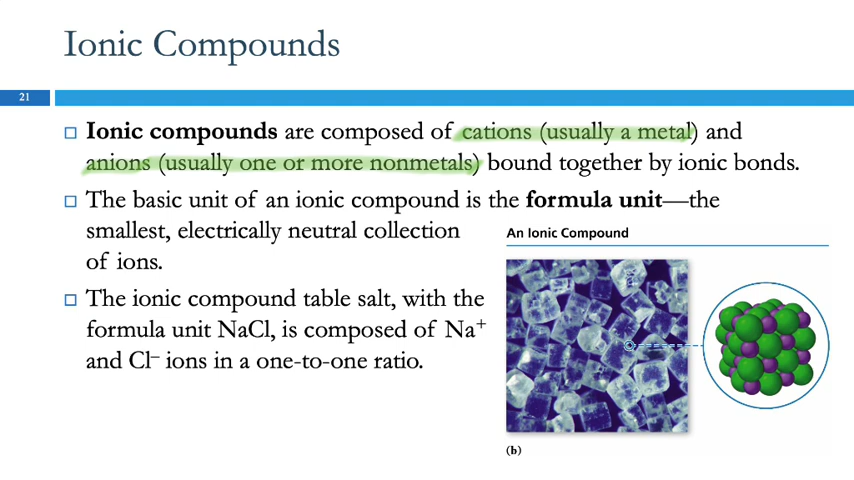 Ionic Compounds
21
Ionic compounds are composed of cations (usually a metal) and
anions (usually one or more nonmetals) bound together by ionic bonds.
The basic unit of an ionic compound is the formula unit—the
smallest, electrically neutral collection
of ions.
The ionic compound table salt, with the
formula unit NaCl, is composed of Na⁺
and Cl⁻ ions in a one-to-one ratio.
An Ionic Compound
(b)